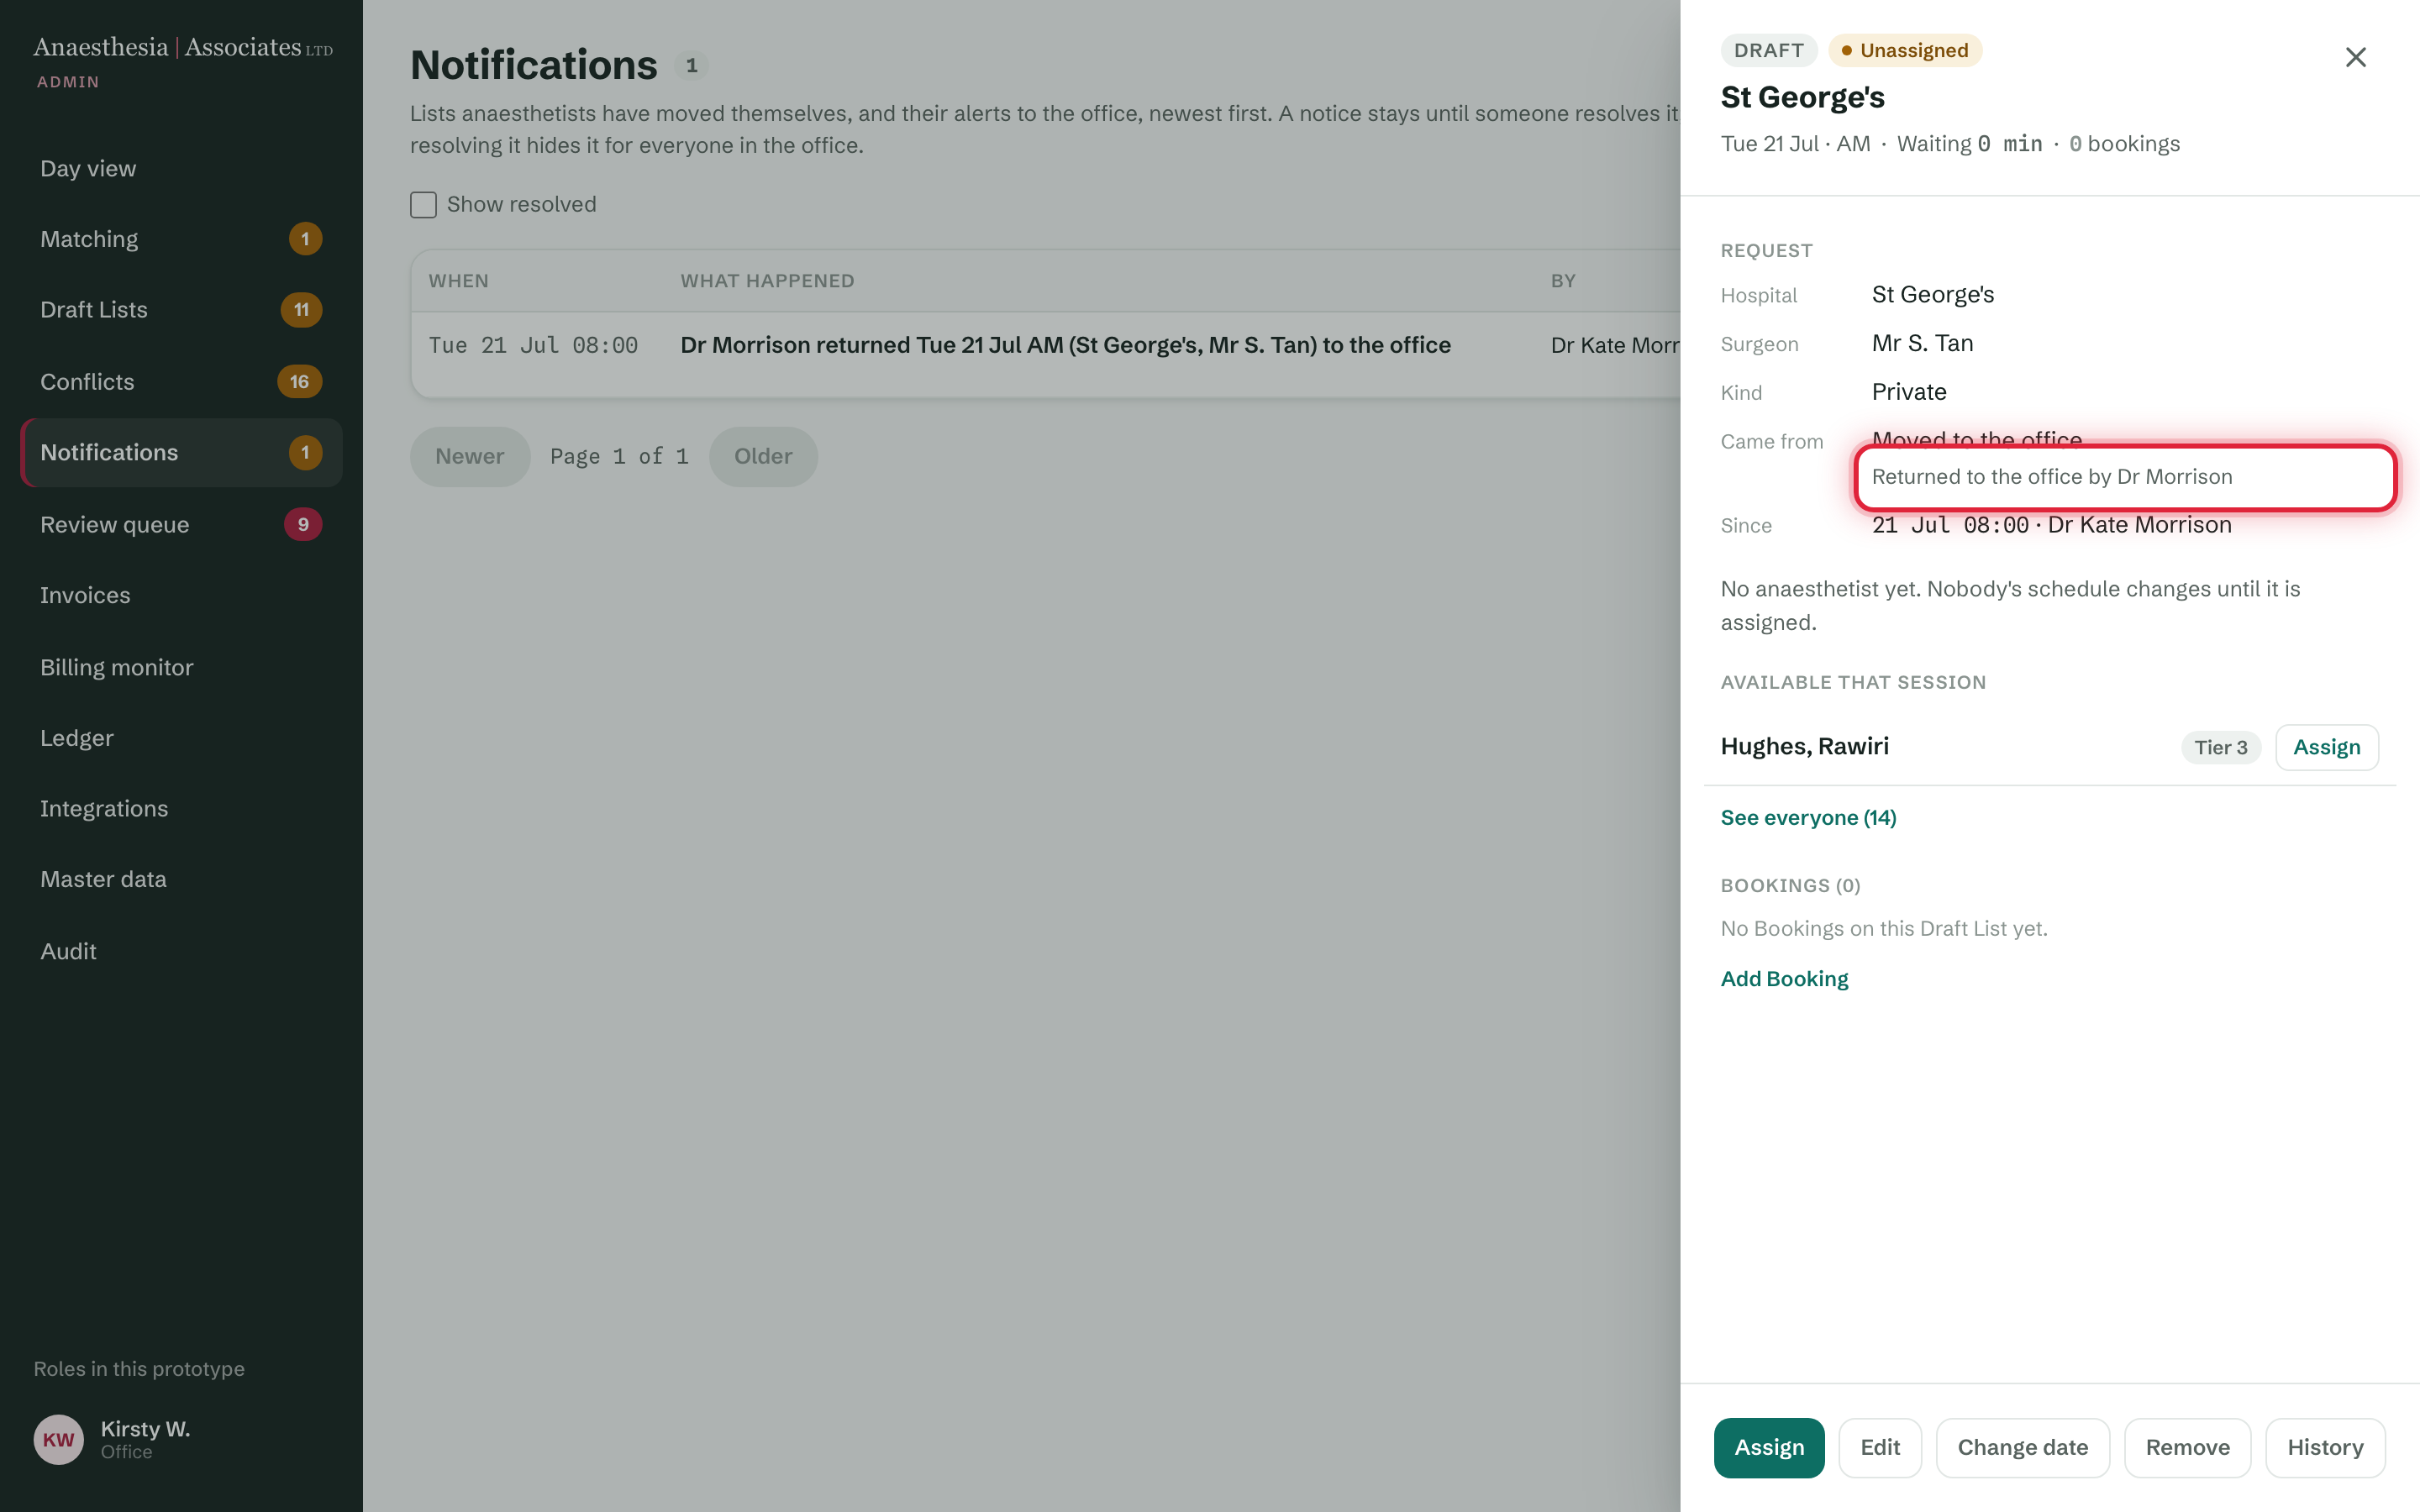 Anaesthesia | Associates LTD
ADMIN
Day view
Matching 1
Draft Lists 11
Conflicts 16
Notifications 1
Review queue 9
Invoices
Billing monitor
Ledger
Integrations
Master data
Audit
Roles in this prototype
KW Kirsty W.
Office
Notifications 1
Lists anaesthetists have moved themselves, and their alerts to the office, newest first. A notice stays until someone resolves it
resolving it hides it for everyone in the office.
Show resolved
WHEN WHAT HAPPENED BY
Tue 21 Jul 08:00 Dr Morrison returned Tue 21 Jul AM (St George's, Mr S. Tan) to the office Dr Kate Morr
Newer Page 1 of 1 Older
DRAFT Unassigned
St George's
Tue 21 Jul · AM · Waiting 0 min · 0 bookings
REQUEST
Hospital St George's
Surgeon Mr S. Tan
Kind Private
Came from Moved to the office
Returned to the office by Dr Morrison
Since 21 Jul 08:00 · Dr Kate Morrison
No anaesthetist yet. Nobody's schedule changes until it is
assigned.
AVAILABLE THAT SESSION
Hughes, Rawiri Tier 3 Assign
See everyone (14)
BOOKINGS (0)
No Bookings on this Draft List yet.
Add Booking
Assign Edit Change date Remove History